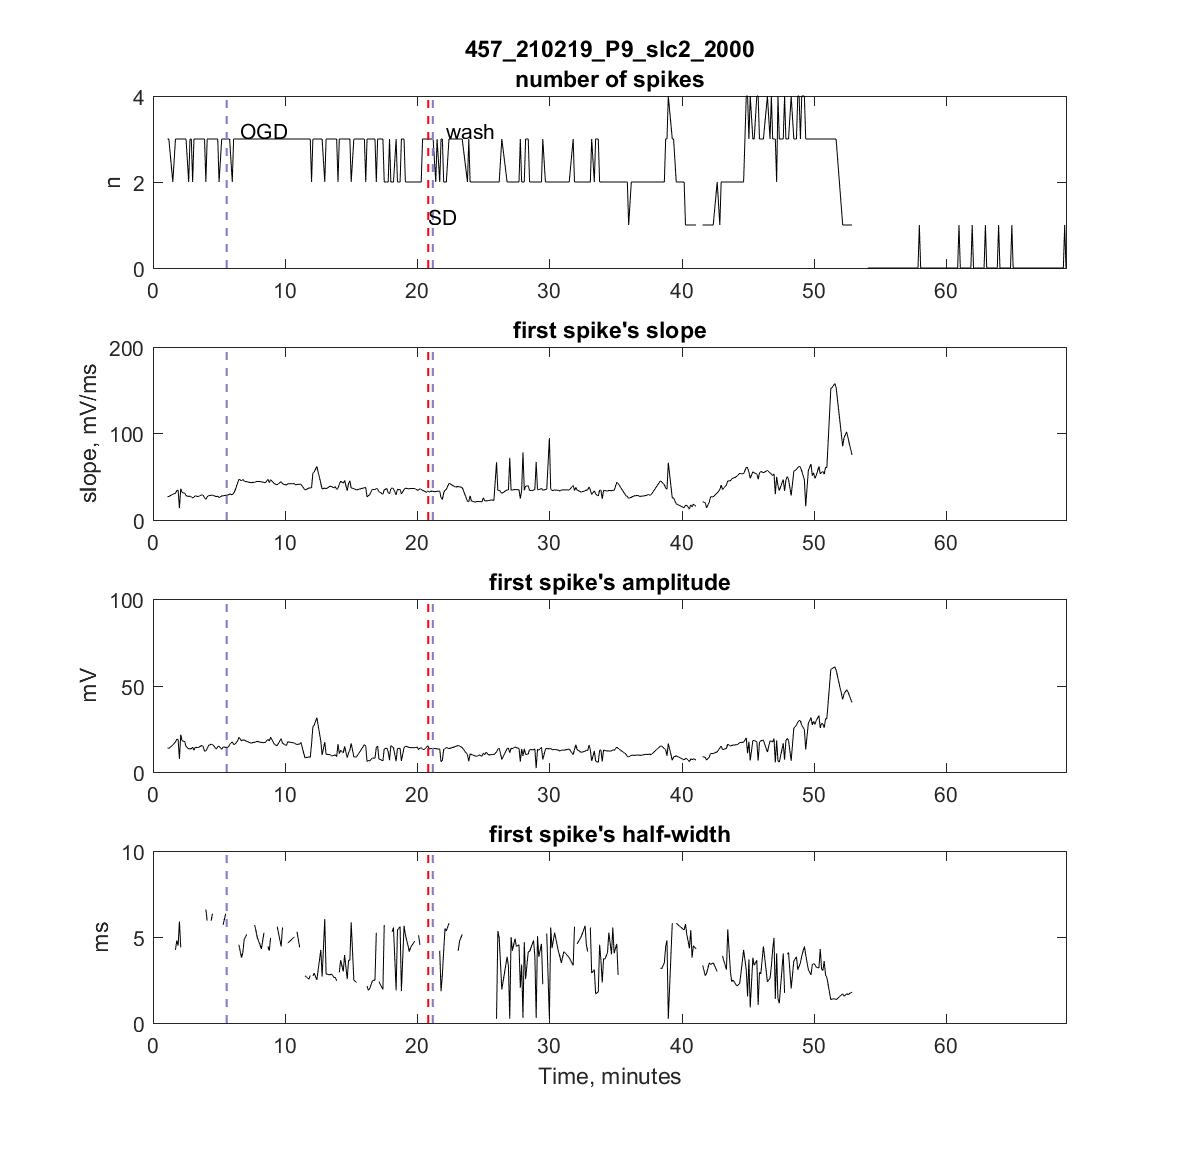 457_210219_P9_slc2_2000
number of spikes
4
OGD
wash
n
2
SD
0
0 10 20 30 40 50 60
first spike's slope
200
slope, mV/ms
100
0
0 10 20 30 40 50 60
first spike's amplitude
100
mV
50
0
0 10 20 30 40 50 60
first spike's half-width
10
ms
5
0
0 10 20 30 40 50 60
Time, minutes